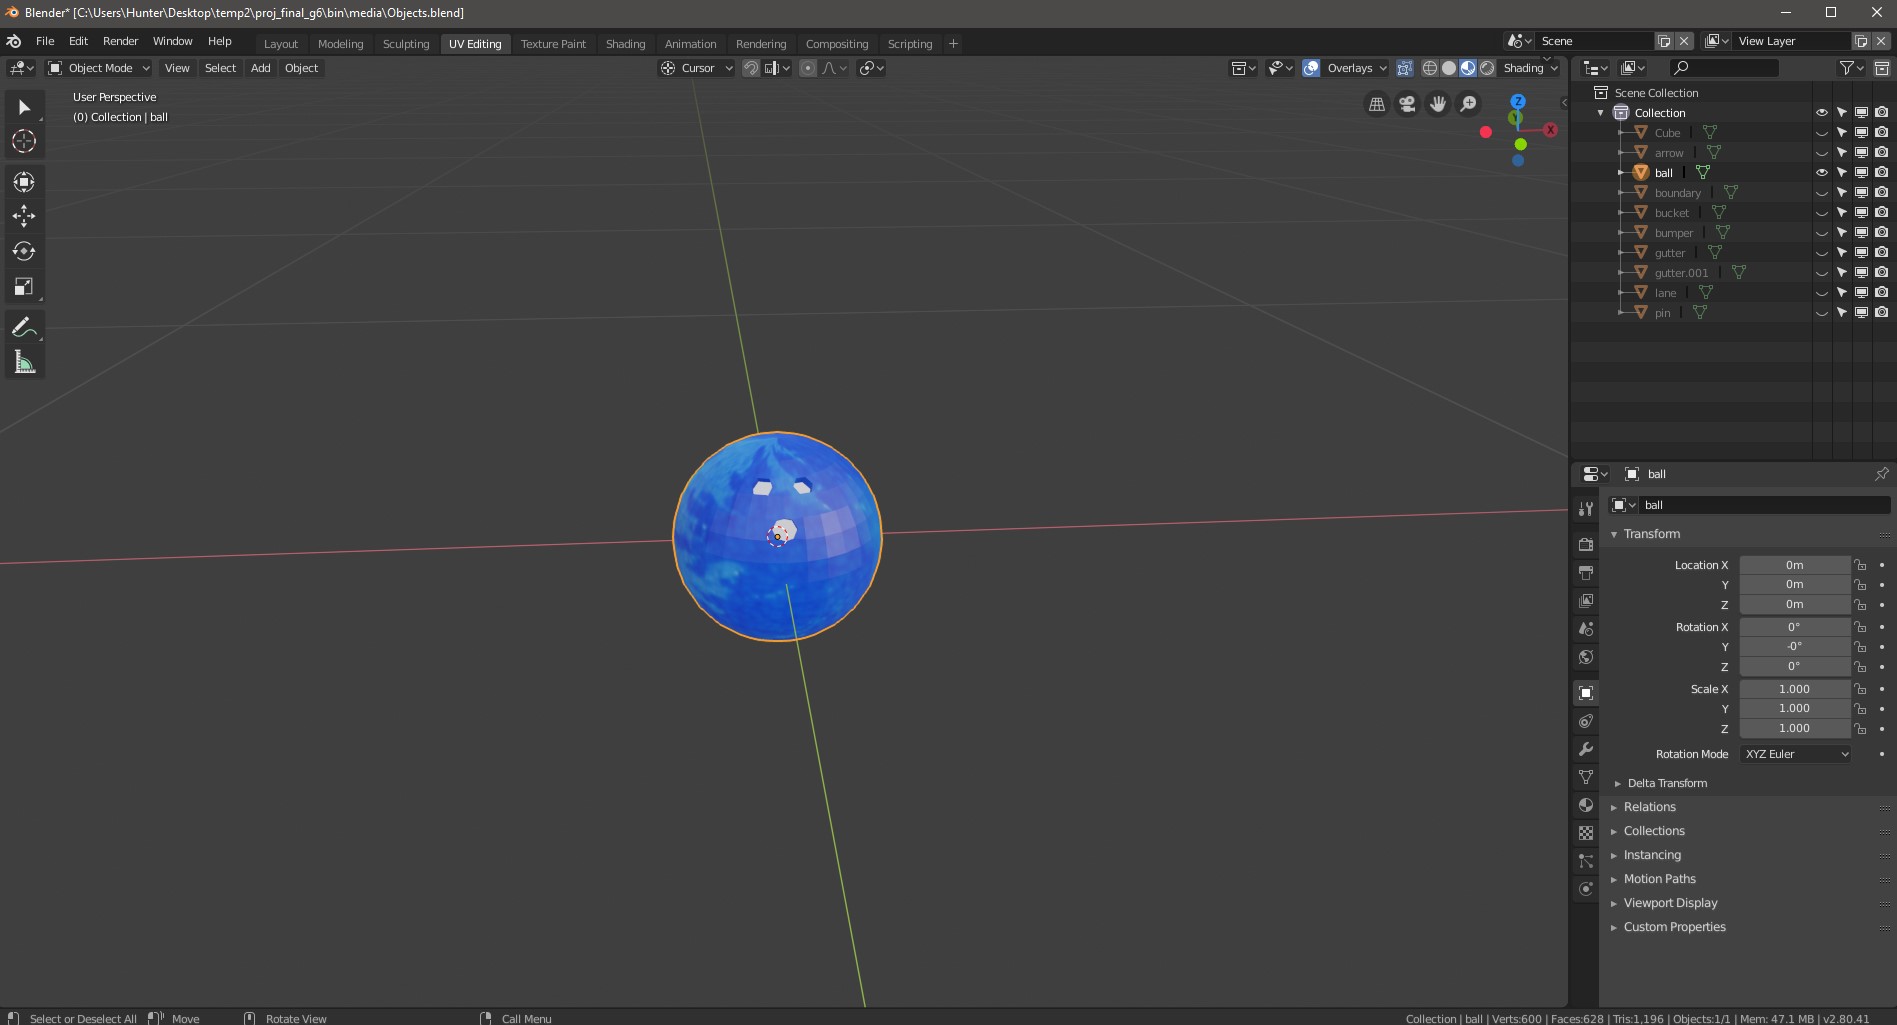 Blender* [C:\Users\Hunter\Desktop\temp2\proj_final_g6\bin\media\Objects.blend]
File Edit Render Window Help Layout Modeling Sculpting UV Editing Texture Paint Shading Animation Rendering Compositing Scripting + Scene View Layer
Object Mode View Select Add Object Cursor Overlays Shading
User Perspective
(0) Collection | ball
Z
Y
X
Scene Collection
Collection
Cube
arrow
ball
boundary
bucket
bumper
gutter
gutter.001
lane
pin
ball
ball
Transform
Location X 0m
Y 0m
Z 0m
Rotation X 0°
Y -0°
Z 0°
Scale X 1.000
Y 1.000
Z 1.000
Rotation Mode XYZ Euler
Delta Transform
Relations
Collections
Instancing
Motion Paths
Viewport Display
Custom Properties
Select or Deselect All Move Rotate View Call Menu Collection | ball | Verts:600 | Faces:628 | Tris:1,196 | Objects:1/1 | Mem: 47.1 MB | v2.80.41